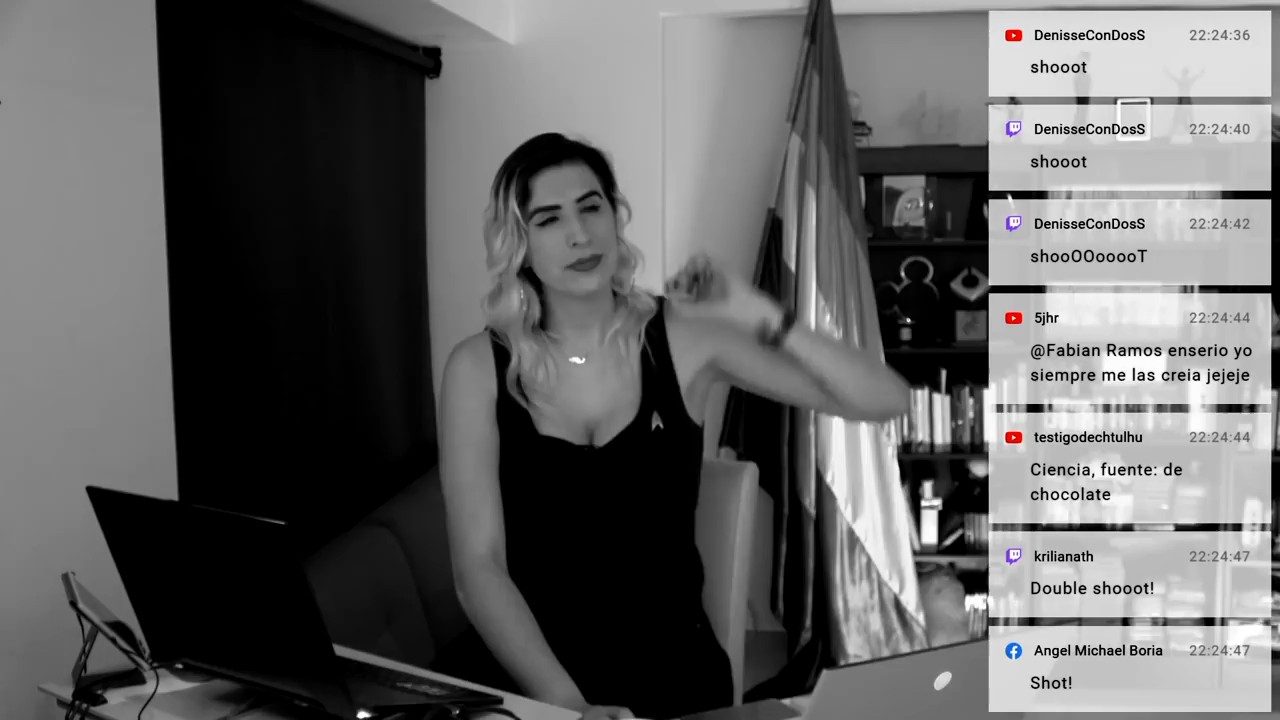 DenisseConDosS 22:24:36
shooot
DenisseConDosS 22:24:40
shooot
DenisseConDosS 22:24:42
shooOOooooT
5jhr 22:24:44
@Fabian Ramos enserio yo
siempre me las creia jejeje
testigodechtulhu 22:24:44
Ciencia, fuente: de
chocolate
krilianath 22:24:47
Double shooot!
Angel Michael Boria 22:24:47
Shot!